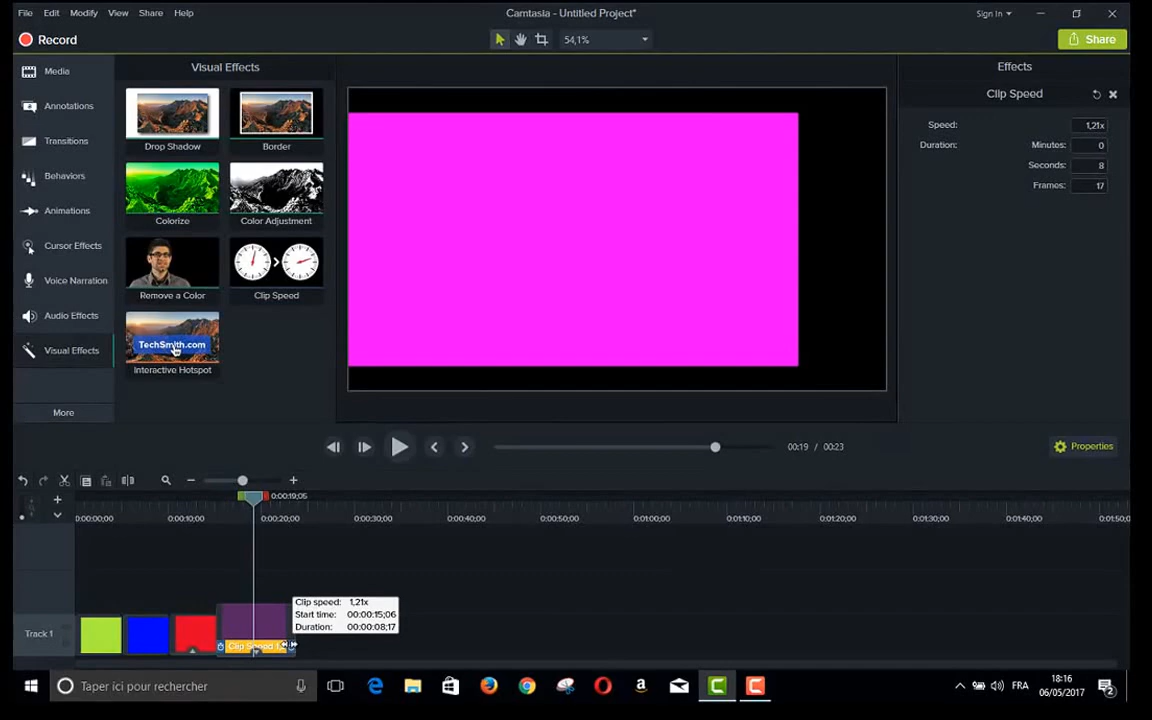 File Edit Modify View Share Help
Camtasia - Untitled Project*
Sign In
Record
54,1%
Share
Media
Annotations
Transitions
Behaviors
Animations
Cursor Effects
Voice Narration
Audio Effects
Visual Effects
More
Visual Effects
Drop Shadow
Border
Colorize
Color Adjustment
Remove a Color
Clip Speed
TechSmith.com
Interactive Hotspot
Effects
Clip Speed
Speed: 1,21x
Duration: Minutes: 0
Seconds: 8
Frames: 17
00:19 / 00:23
Properties
0:00:19;05
0:00:00;00 0:00:10;00 0:00:20;00 0:00:30;00 0:00:40;00 0:00:50;00 0:01:00;00 0:01:10;00 0:01:20;00 0:01:30;00 0:01:40;00
Clip speed: 1,21x
Start time: 00:00:15;06
Duration: 00:00:08;17
Track 1
Clip Speed
Taper ici pour rechercher
FRA
18:16
06/05/2017
2